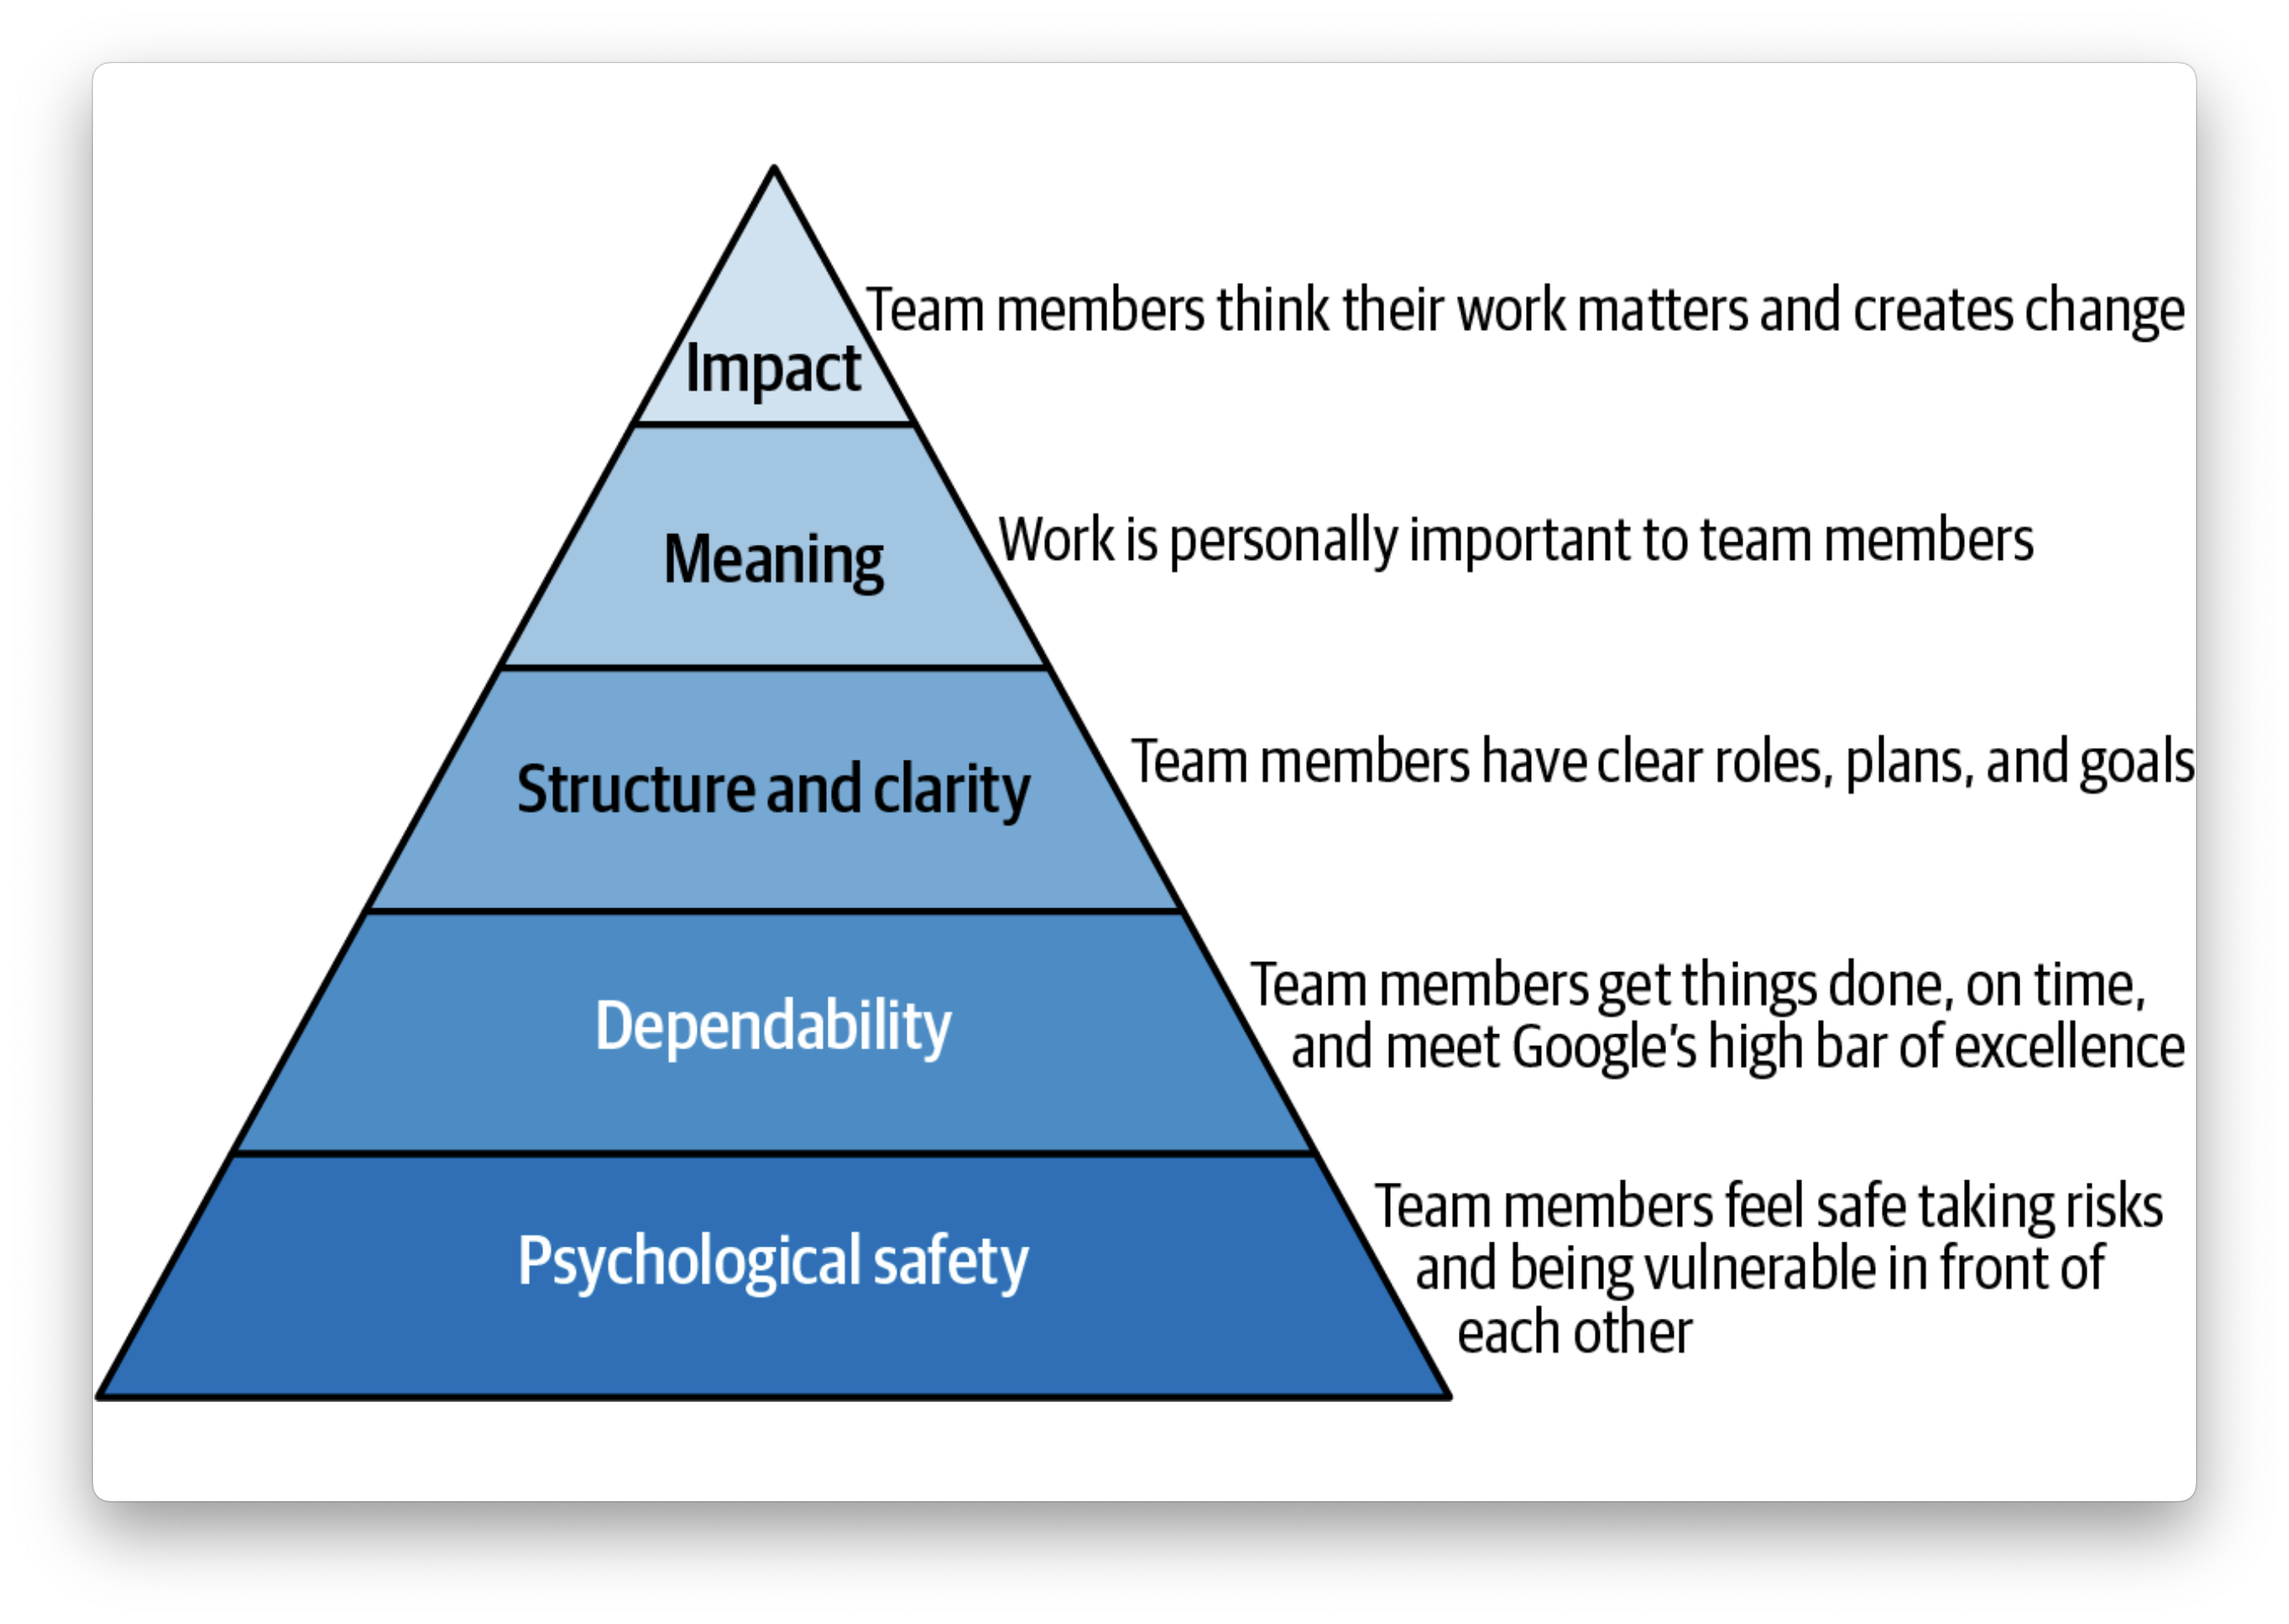 Team members think their work matters and creates change
Impact
Work is personally important to team members
Meaning
Team members have clear roles, plans, and goals
Structure and clarity
Team members get things done, on time,
and meet Google’s high bar of excellence
Dependability
Team members feel safe taking risks
and being vulnerable in front of
each other
Psychological safety